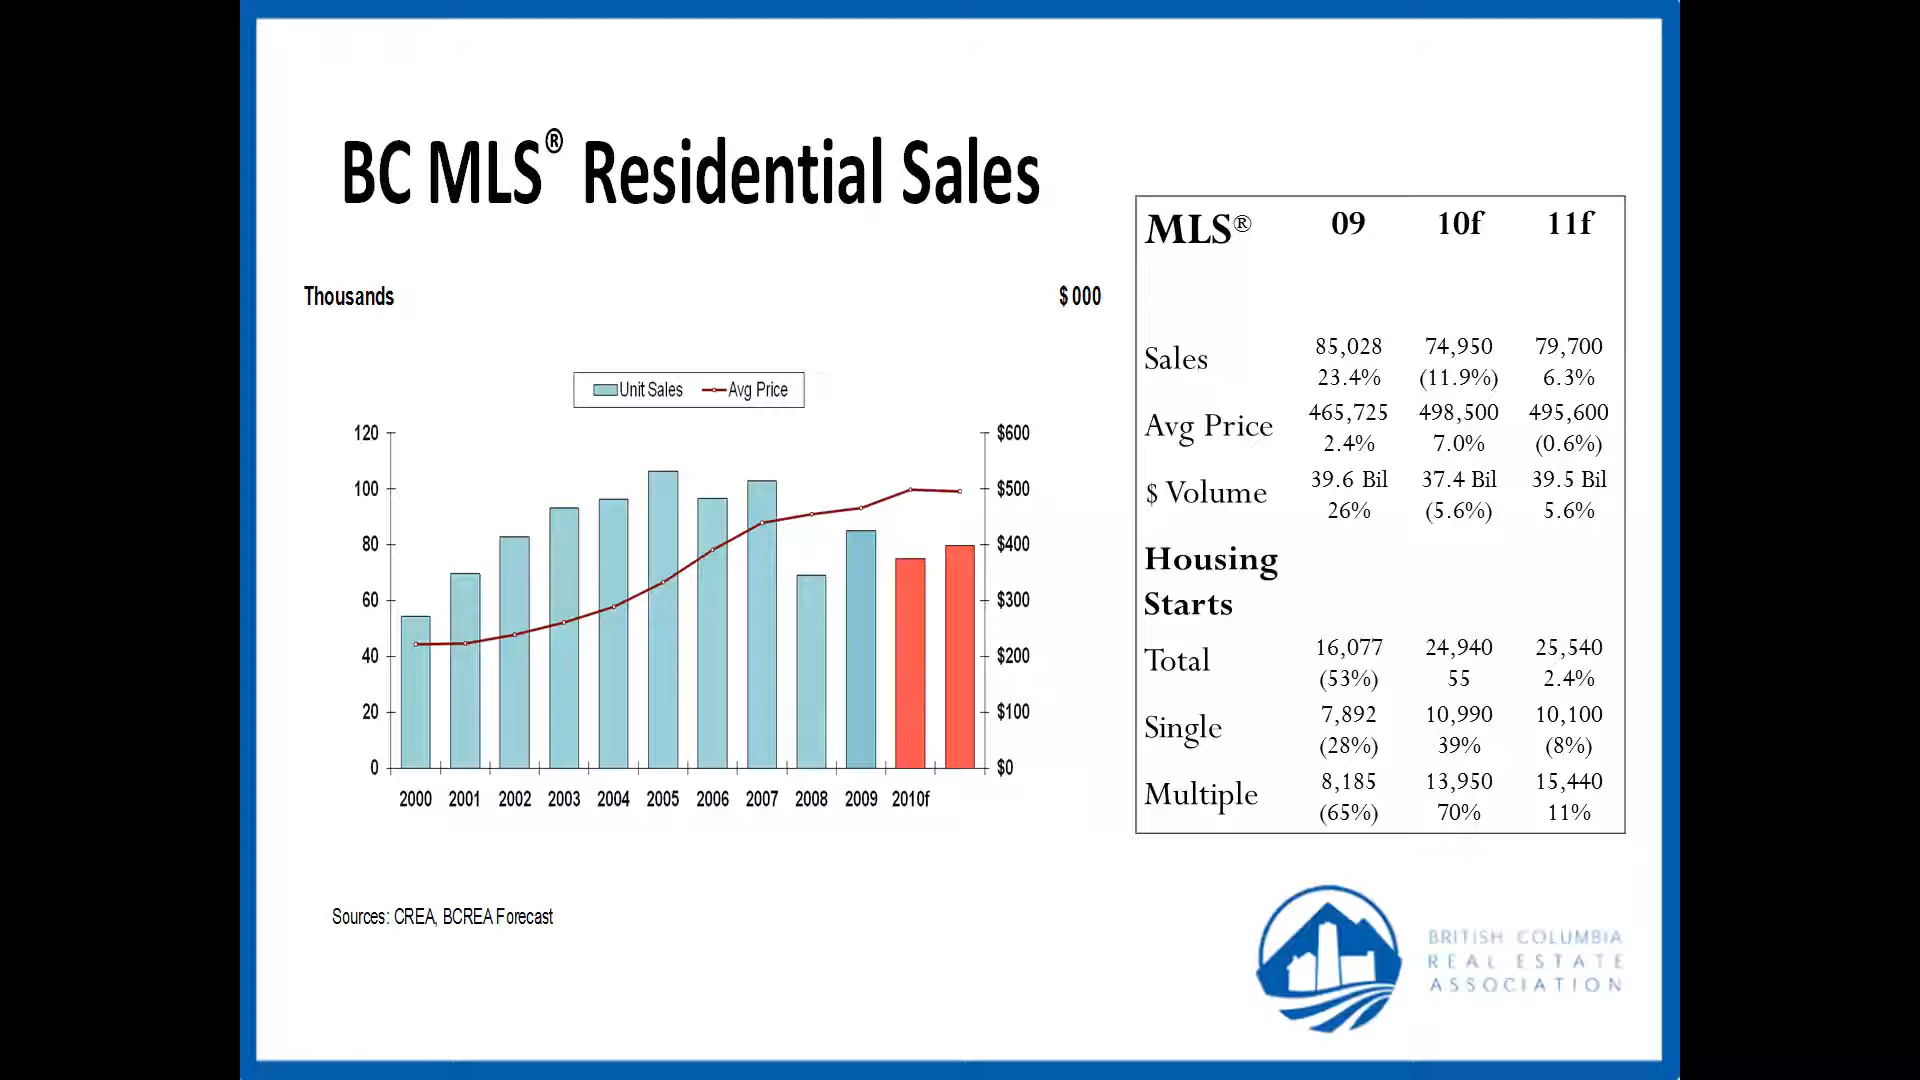 BC MLS® Residential Sales
Thousands
$ 000
Unit Sales Avg Price
120
100
80
60
40
20
0
$600
$500
$400
$300
$200
$100
$0
2000 2001 2002 2003 2004 2005 2006 2007 2008 2009 2010f
Sources: CREA, BCREA Forecast
MLS® 09 10f 11f
Sales 85,028 74,950 79,700
23.4% (11.9%) 6.3%
Avg Price 465,725 498,500 495,600
2.4% 7.0% (0.6%)
$ Volume 39.6 Bil 37.4 Bil 39.5 Bil
26% (5.6%) 5.6%
Housing
Starts
Total 16,077 24,940 25,540
(53%) 55 2.4%
Single 7,892 10,990 10,100
(28%) 39% (8%)
Multiple 8,185 13,950 15,440
(65%) 70% 11%
BRITISH COLUMBIA
REAL ESTATE
ASSOCIATION